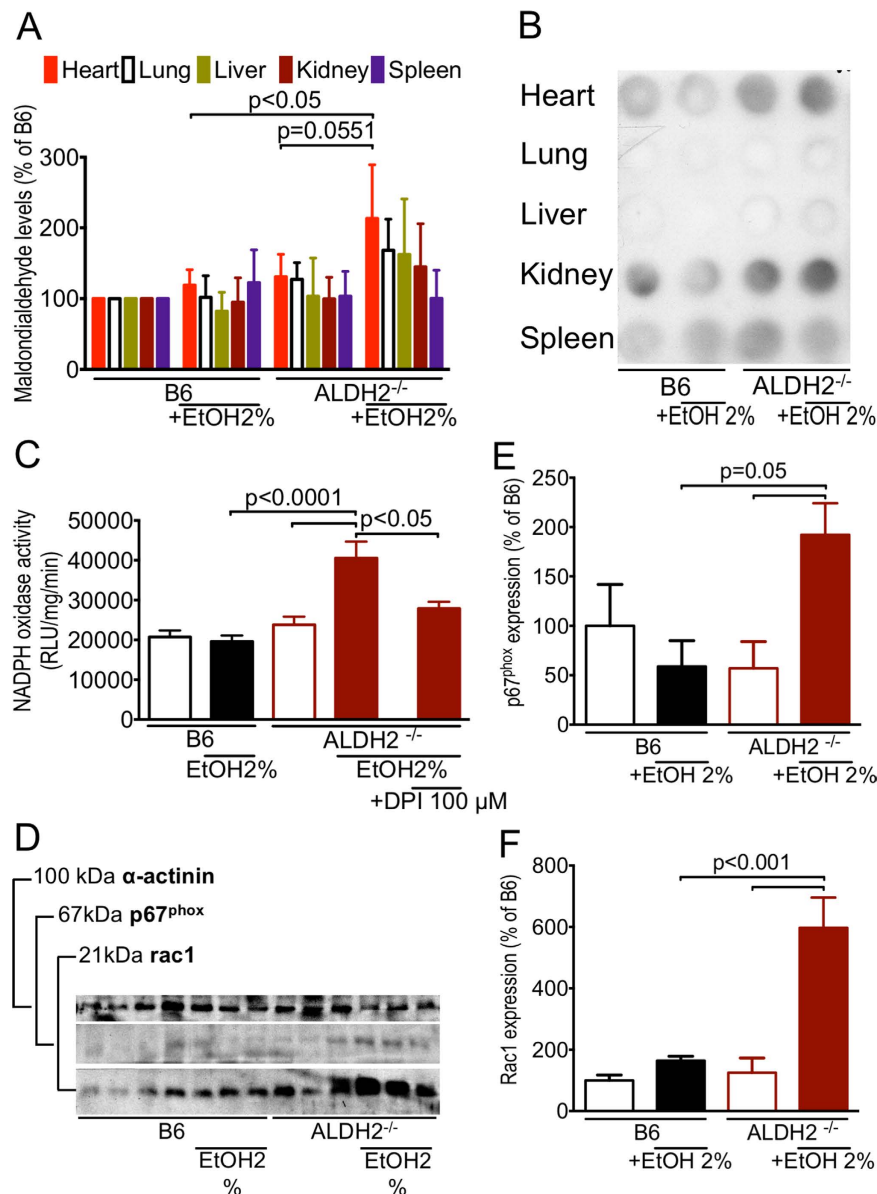 A
Heart Lung Liver Kidney Spleen
p<0.05
p=0.0551
Maldondialdehyde levels (% of B6)
300
200
100
0
B6
ALDH2-/-
+EtOH2%
+EtOH2%
B
Heart
Lung
Liver
Kidney
Spleen
B6
ALDH2-/-
+EtOH 2%
+EtOH 2%
C
p<0.0001
p<0.05
NADPH oxidase activity
(RLU/mg/min)
50000
40000
30000
20000
10000
0
B6
ALDH2 -/-
EtOH2%
EtOH2%
+DPI 100 µM
E
p=0.05
p67phox expression (% of B6)
250
200
150
100
50
0
B6
ALDH2 -/-
+EtOH 2%
+EtOH 2%
D
100 kDa α-actinin
67kDa p67phox
21kDa rac1
B6
ALDH2-/-
EtOH2
%
EtOH2
%
F
p<0.001
Rac1 expression (% of B6)
800
600
400
200
0
B6
ALDH2 -/-
+EtOH 2%
+EtOH 2%